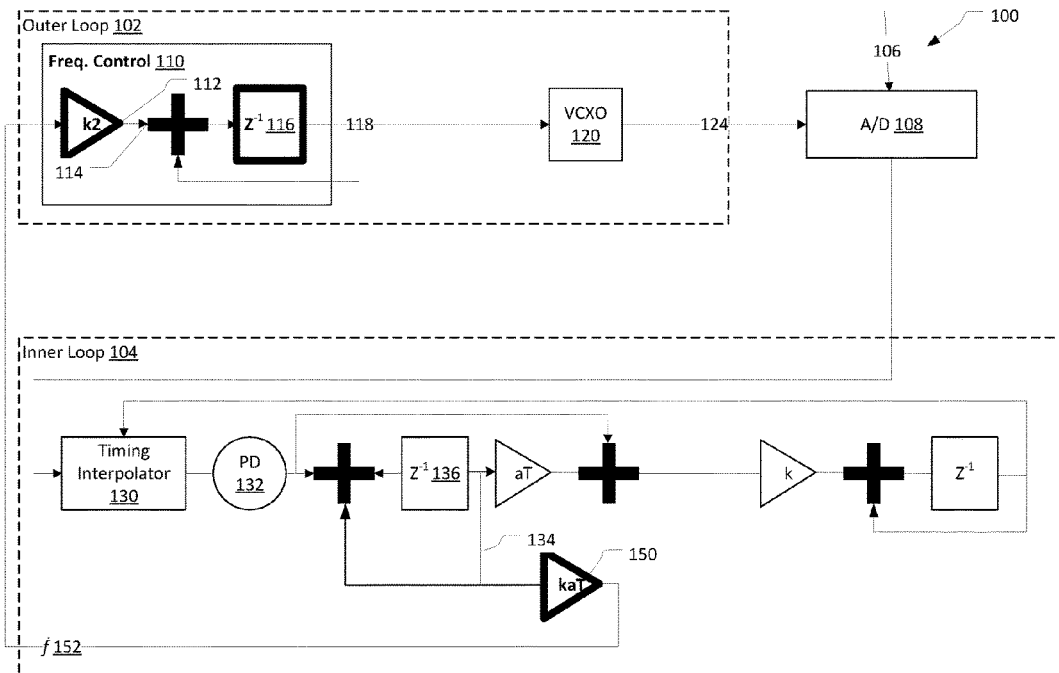 Outer Loop 102
100
106
Freq. Control 110
112
k2
Z-1 116
118
VCXO
120
124
A/D 108
114
Inner Loop 104
Timing
Interpolator
130
PD
132
Z-1 136
aT
k
Z-1
134
150
kaT
f 152